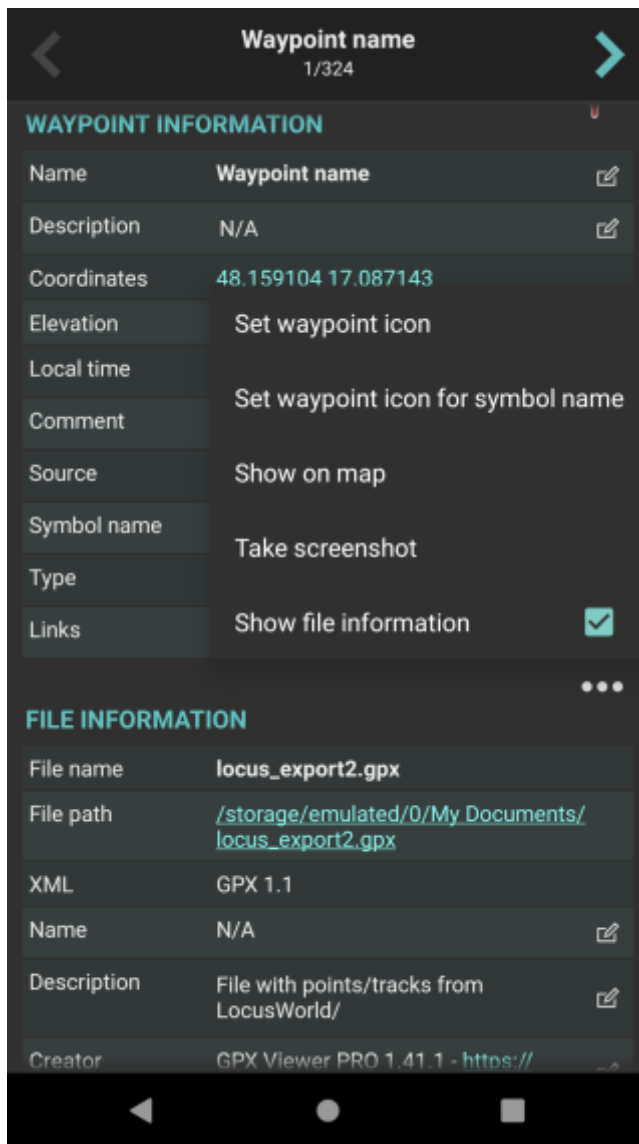 Waypoint name
1/324
WAYPOINT INFORMATION
Name Waypoint name
Description N/A
Coordinates 48.159104 17.087143
Elevation
Set waypoint icon
Local time
Set waypoint icon for symbol name
Comment
Source
Show on map
Symbol name
Take screenshot
Type
Links
Show file information
FILE INFORMATION
File name locus_export2.gpx
File path /storage/emulated/0/My Documents/
locus_export2.gpx
XML GPX 1.1
Name N/A
Description File with points/tracks from
LocusWorld/
Creator GPX Viewer PRO 1.41.1 - https://